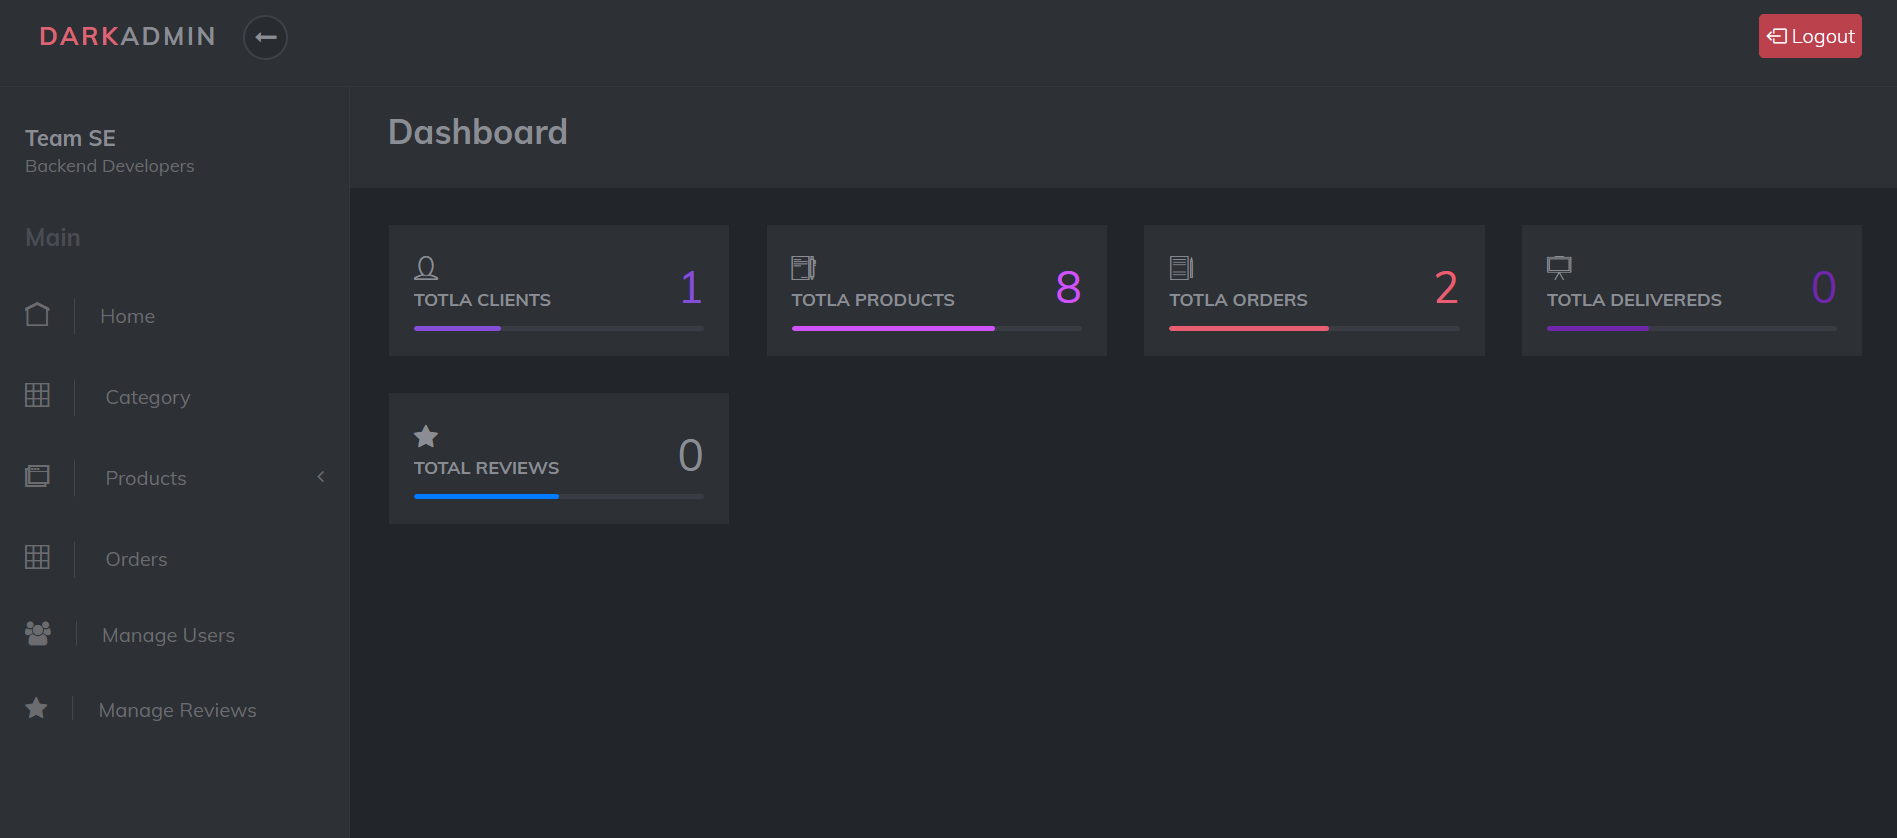 DARKADMIN
Logout
Team SE
Backend Developers
Main
Home
Category
Products
Orders
Manage Users
Manage Reviews
Dashboard
TOTLA CLIENTS 1
TOTLA PRODUCTS 8
TOTLA ORDERS 2
TOTLA DELIVEREDS 0
TOTAL REVIEWS 0